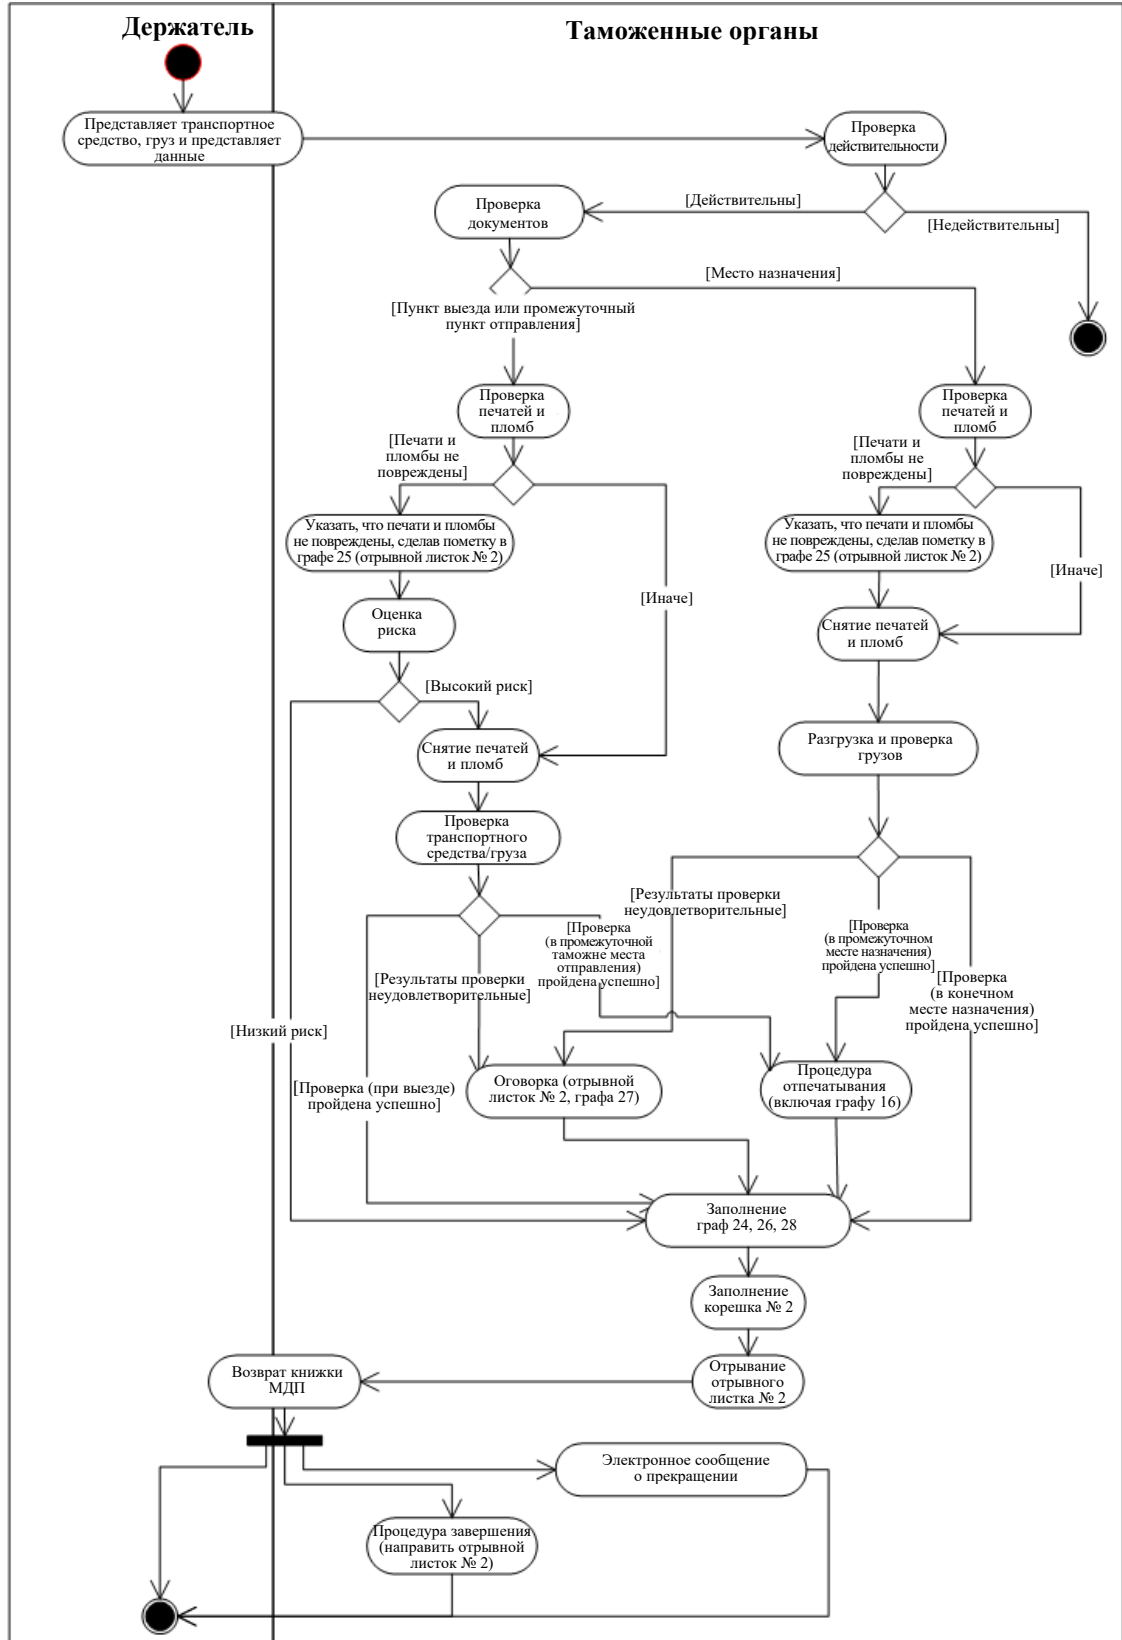 Держатель
Таможенные органы
Представляет транспортное
средство, груз и представляет
данные
Проверка
действительности
[Действительны]
[Недействительны]
Проверка
документов
[Место назначения]
[Пункт выезда или промежуточный
пункт отправления]
Проверка
печатей и
пломб
Проверка
печатей и
пломб
[Печати и
пломбы не
повреждены]
[Печати и
пломбы не
повреждены]
Указать, что печати и пломбы
не повреждены, сделав пометку в
графе 25 (отрывной листок № 2)
Указать, что печати и пломбы
не повреждены, сделав пометку в
графе 25 (отрывной листок № 2)
[Иначе]
[Иначе]
Оценка
риска
Снятие печатей
и пломб
[Высокий риск]
Снятие печатей
и пломб
Разгрузка и проверка
грузов
Проверка
транспортного
средства/груза
[Результаты проверки
неудовлетворительные]
[Проверка
(в промежуточной
таможне места
отправления)
пройдена успешно]
[Проверка
(в промежуточном
месте назначения)
пройдена успешно]
[Результаты проверки
неудовлетворительные]
[Проверка
(в конечном
месте назначения)
пройдена успешно]
[Низкий риск]
[Проверка (при выезде)
пройдена успешно]
Оговорка (отрывной
листок № 2, графа 27)
Процедура
отпечатывания
(включая графу 16)
Заполнение
граф 24, 26, 28
Заполнение
корешка № 2
Отрывание
отрывного
листка № 2
Возврат книжки
МДП
Электронное сообщение
о прекращении
Процедура завершения
(направить отрывной
листок № 2)